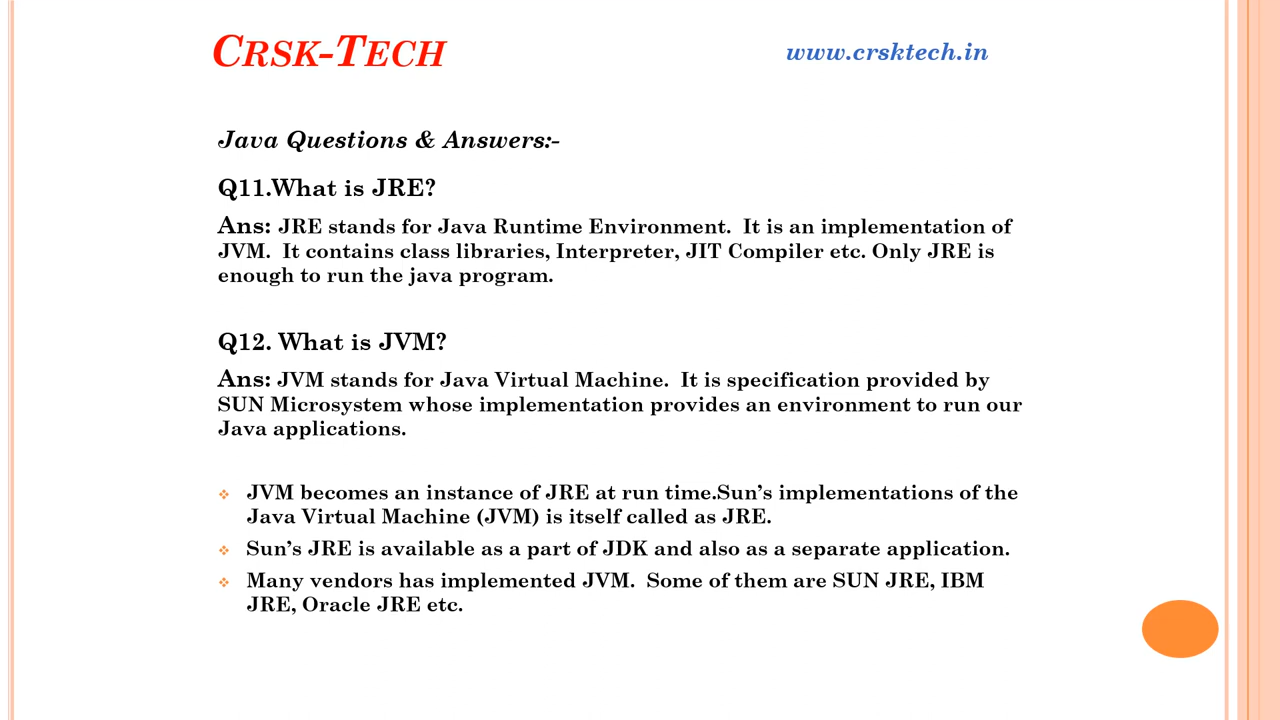 CRSK-TECH
www.crsktech.in
Java Questions & Answers:-
Q11.What is JRE?
Ans: JRE stands for Java Runtime Environment.  It is an implementation of
JVM.  It contains class libraries, Interpreter, JIT Compiler etc. Only JRE is
enough to run the java program.
Q12. What is JVM?
Ans: JVM stands for Java Virtual Machine.  It is specification provided by
SUN Microsystem whose implementation provides an environment to run our
Java applications.
JVM becomes an instance of JRE at run time.Sun’s implementations of the
Java Virtual Machine (JVM) is itself called as JRE.
Sun’s JRE is available as a part of JDK and also as a separate application.
Many vendors has implemented JVM.  Some of them are SUN JRE, IBM
JRE, Oracle JRE etc.